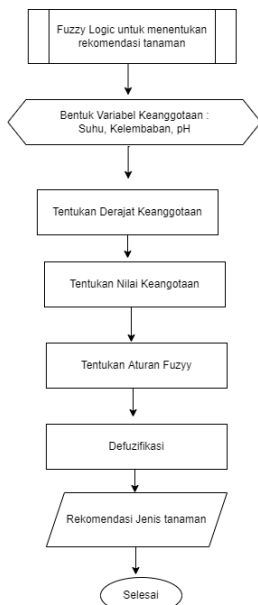 Fuzzy Logic untuk menentukan
rekomendasi tanaman
Bentuk Variabel Keanggotaan :
Suhu, Kelembaban, pH
Tentukan Derajat Keanggotaan
Tentukan Nilai Keangotaan
Tentukan Aturan Fuzyy
Defuzifikasi
Rekomendasi Jenis tanaman
Selesai